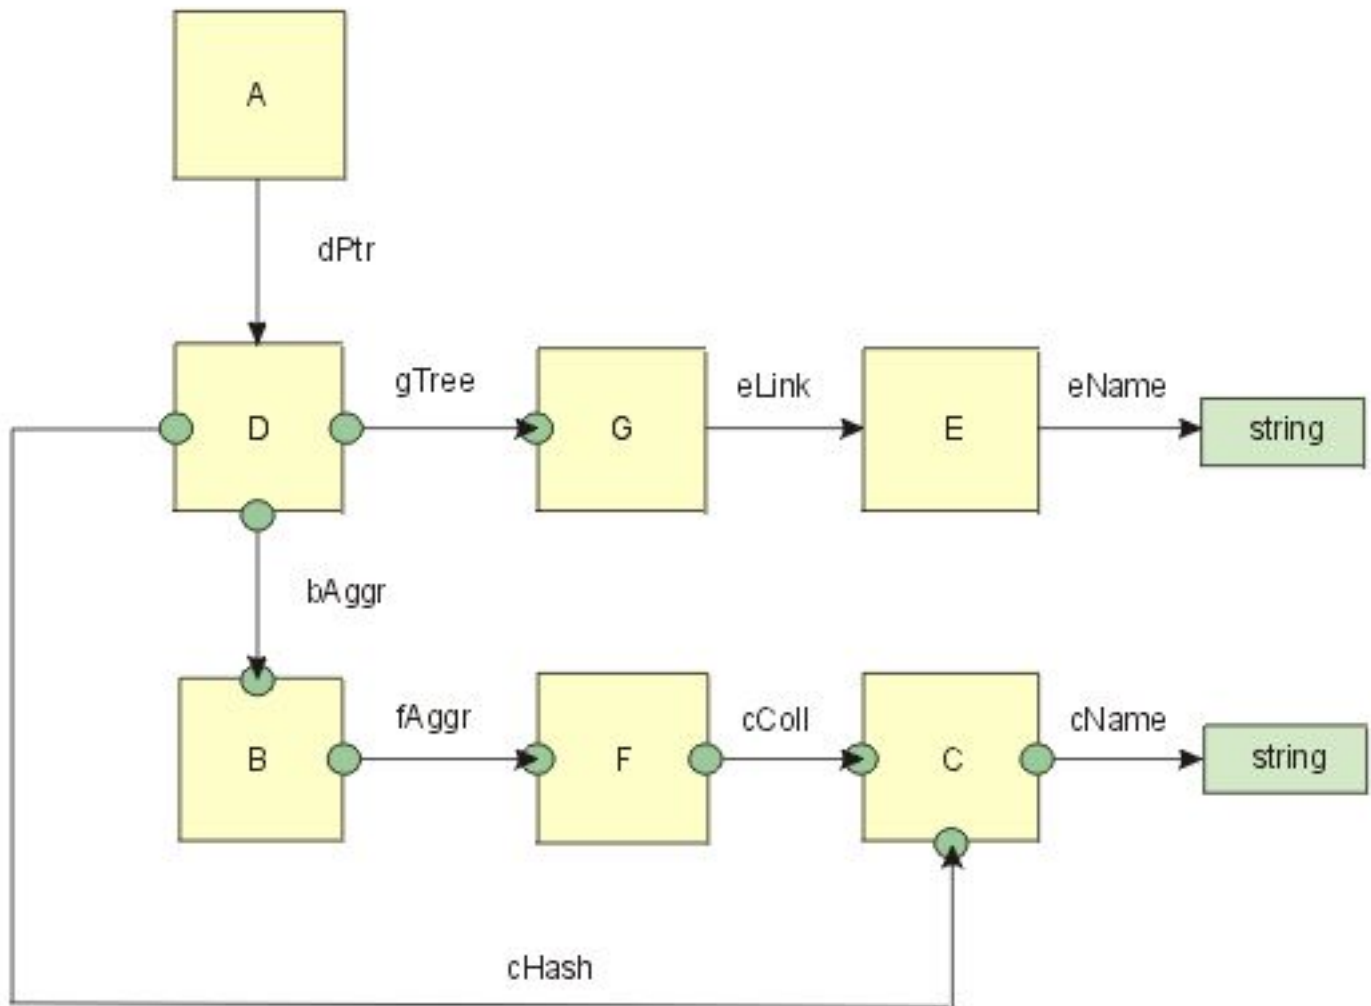 A
dPtr
D
gTree
G
eLink
E
eName
string
bAggr
B
fAggr
F
cColl
C
cName
string
cHash